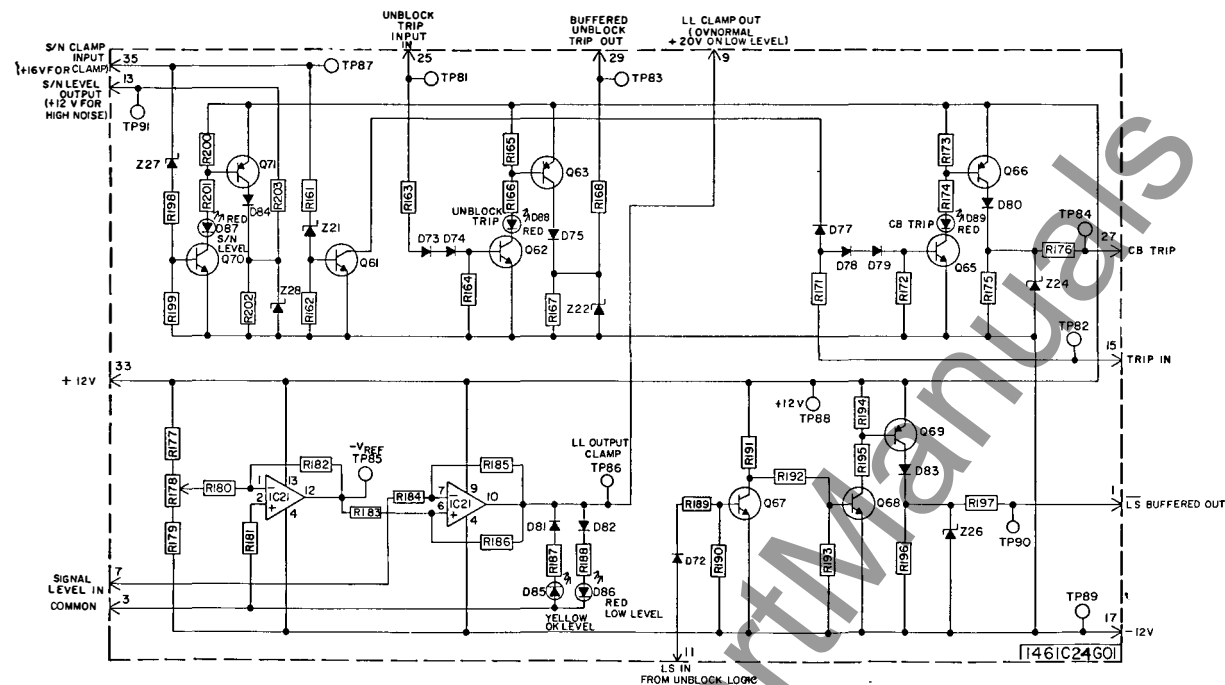 UNBLOCK
TRIP
INPUT
IN
25
BUFFERED
UNBLOCK
TRIP OUT
29
LL CLAMP OUT
(OVNORMAL
+20V ON LOW LEVEL)
9
S/N CLAMP
INPUT
(+16V FOR CLAMP)
35
S/N LEVEL
OUTPUT
(+12 V FOR
HIGH NOISE)
13
TP91
TP87
TP81
TP83
Z27
R200
R201
Q71
D84
R203
R161
Z21
R198
RED
D87
S/N
LEVEL
Q70
R199
R202
Z28
R162
Q61
R163
D73 D74
R164
R165
R166
UNBLOCK
TRIP
D88
RED
Q62
Q63
D75
R167
R168
Z22
D77
D78
D79
R171
R172
R173
R174
CB TRIP
D89
RED
Q65
Q66
D80
R175
R176
Z24
TP84
27
CB TRIP
TP82
15
TRIP IN
+12V
33
R177
R178
R179
R180
R181
R182
1
2
IC21
13
12
4
-VREF
TP85
R183
R184
R185
R186
7
6
IC21
9
10
4
LL OUTPUT
CLAMP
TP86
D81
D82
R187
R188
D85
D86
YELLOW
OK LEVEL
RED
LOW LEVEL
SIGNAL
LEVEL IN
7
COMMON
3
+12V
TP88
R189
R190
D72
R191
R192
Q67
R193
R194
R195
Q68
Q69
D83
R196
R197
Z26
TP90
1
LS BUFFERED OUT
TP89
17
-12V
1461C24G01
11
LS IN
FROM UNBLOCK LOGIC
rtManuals